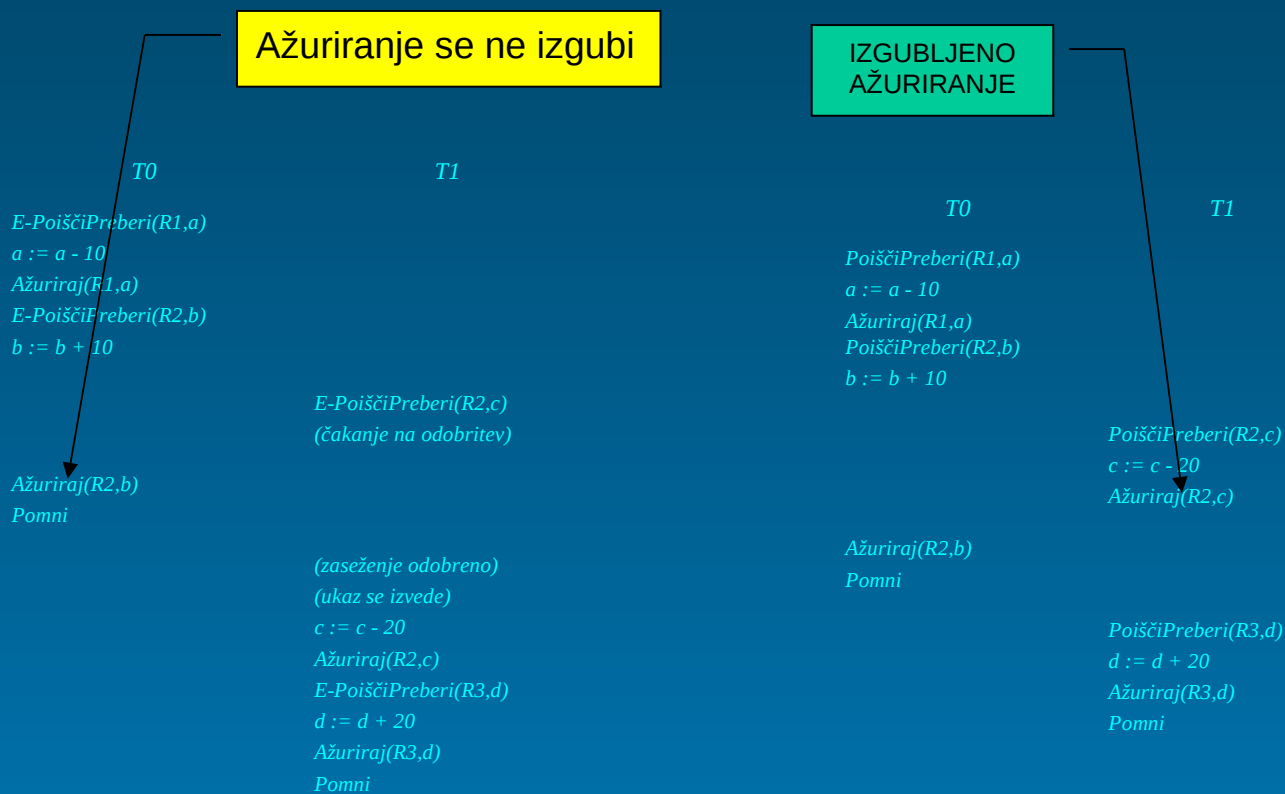 Ažuriranje se ne izgubi
IZGUBLJENO
AŽURIRANJE
T0
T1
E-PoiščiPreberi(R1,a)
a := a - 10
Ažuriraj(R1,a)
E-PoiščiPreberi(R2,b)
b := b + 10
E-PoiščiPreberi(R2,c)
(čakanje na odobritev)
Ažuriraj(R2,b)
Pomni
(zaseženje odobreno)
(ukaz se izvede)
c := c - 20
Ažuriraj(R2,c)
E-PoiščiPreberi(R3,d)
d := d + 20
Ažuriraj(R3,d)
Pomni
T0
T1
PoiščiPreberi(R1,a)
a := a - 10
Ažuriraj(R1,a)
PoiščiPreberi(R2,b)
b := b + 10
PoiščiPreberi(R2,c)
c := c - 20
Ažuriraj(R2,c)
Ažuriraj(R2,b)
Pomni
PoiščiPreberi(R3,d)
d := d + 20
Ažuriraj(R3,d)
Pomni